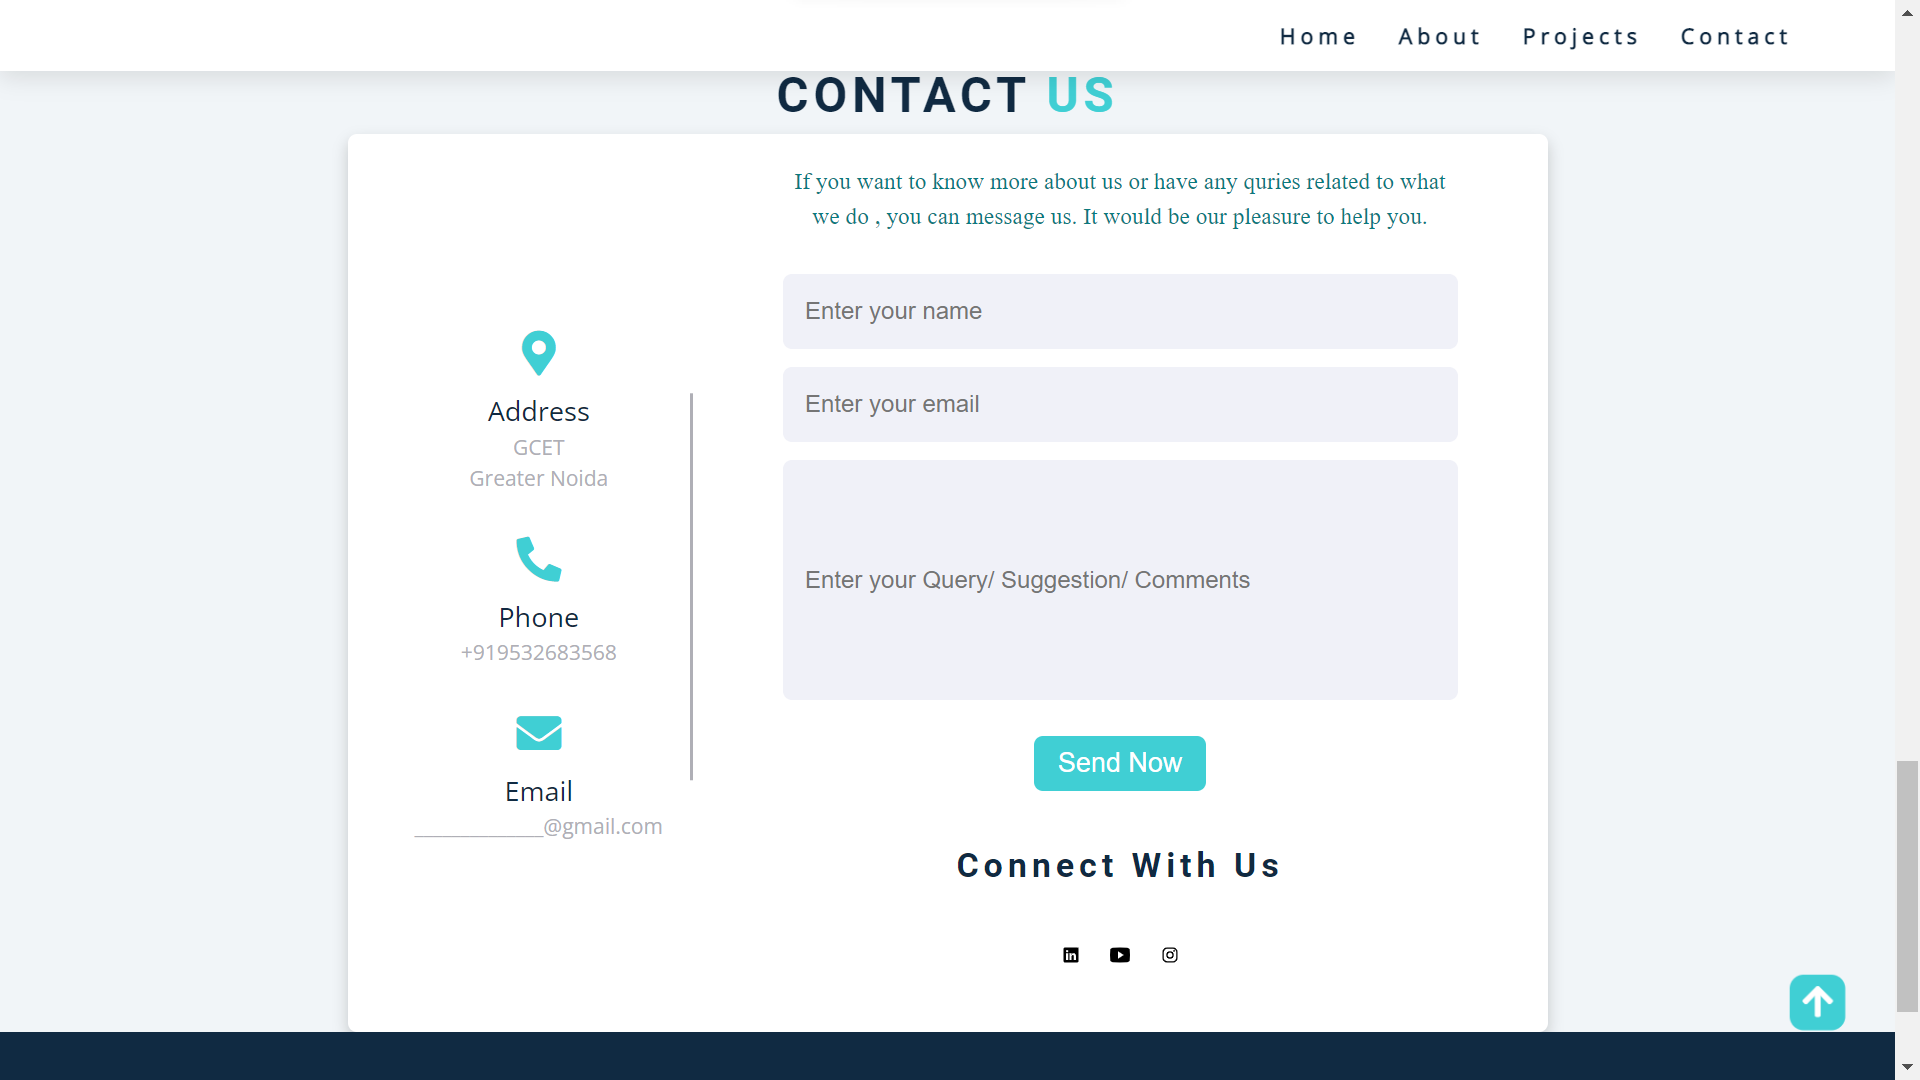 Home About Projects Contact
CONTACT US
If you want to know more about us or have any quries related to what
we do , you can message us. It would be our pleasure to help you.
Enter your name
Enter your email
Enter your Query/ Suggestion/ Comments
Send Now
Connect With Us
Address
GCET
Greater Noida
Phone
+919532683568
Email
____________@gmail.com